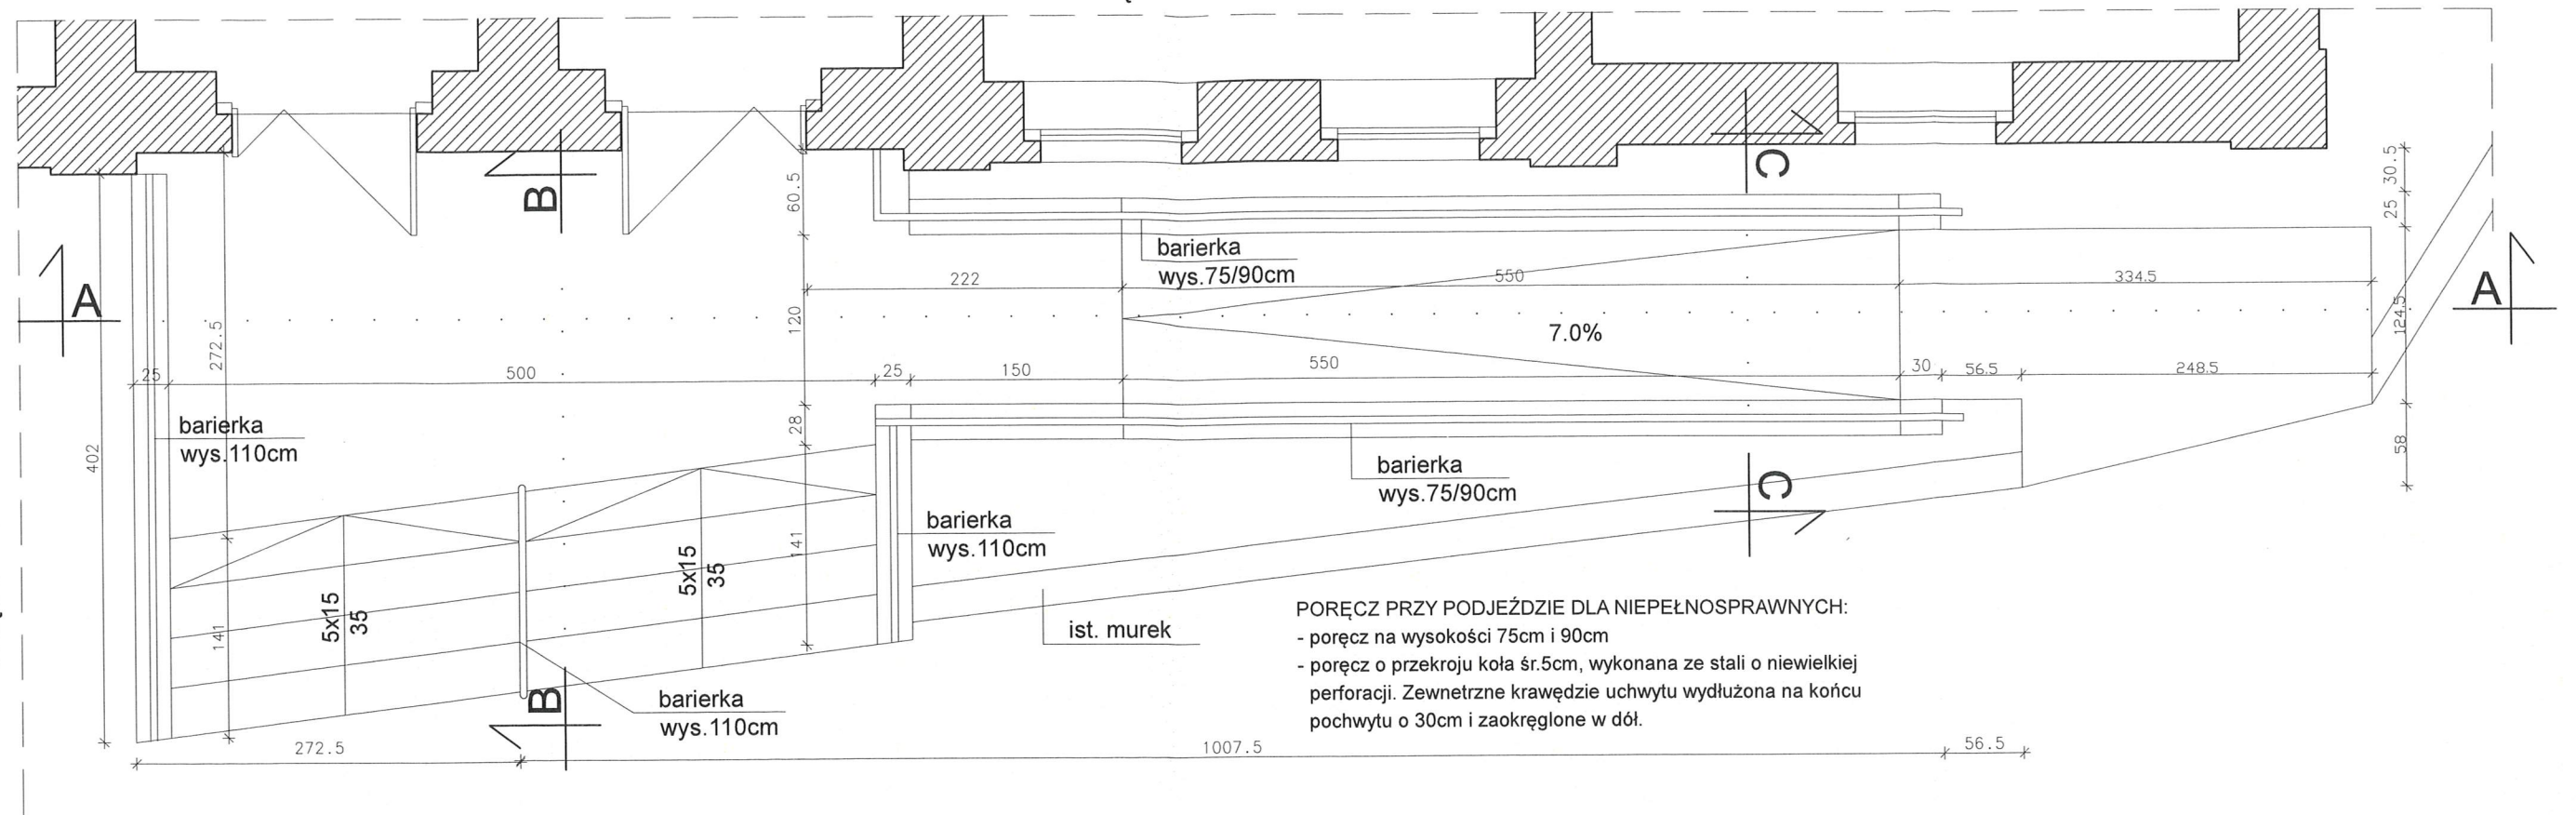 30.5
60.5
25
B
C
A
A
barierka
wys.75/90cm
222
550
334.5
272.5
120
7.0%
124.5
25
500
25
150
550
30
56.5
248.5
28
58
402
barierka
wys.110cm
barierka
wys.75/90cm
C
barierka
wys.110cm
141
5x15
35
5x15
35
141
ist. murek
PORĘCZ PRZY PODJEŹDZIE DLA NIEPEŁNOSPRAWNYCH:
- poręcz na wysokości 75cm i 90cm
- poręcz o przekroju koła śr.5cm, wykonana ze stali o niewielkiej
perforacji. Zewnetrzne krawędzie uchwytu wydłużona na końcu
pochwytu o 30cm i zaokręglone w dół.
B
barierka
wys.110cm
272.5
1007.5
56.5